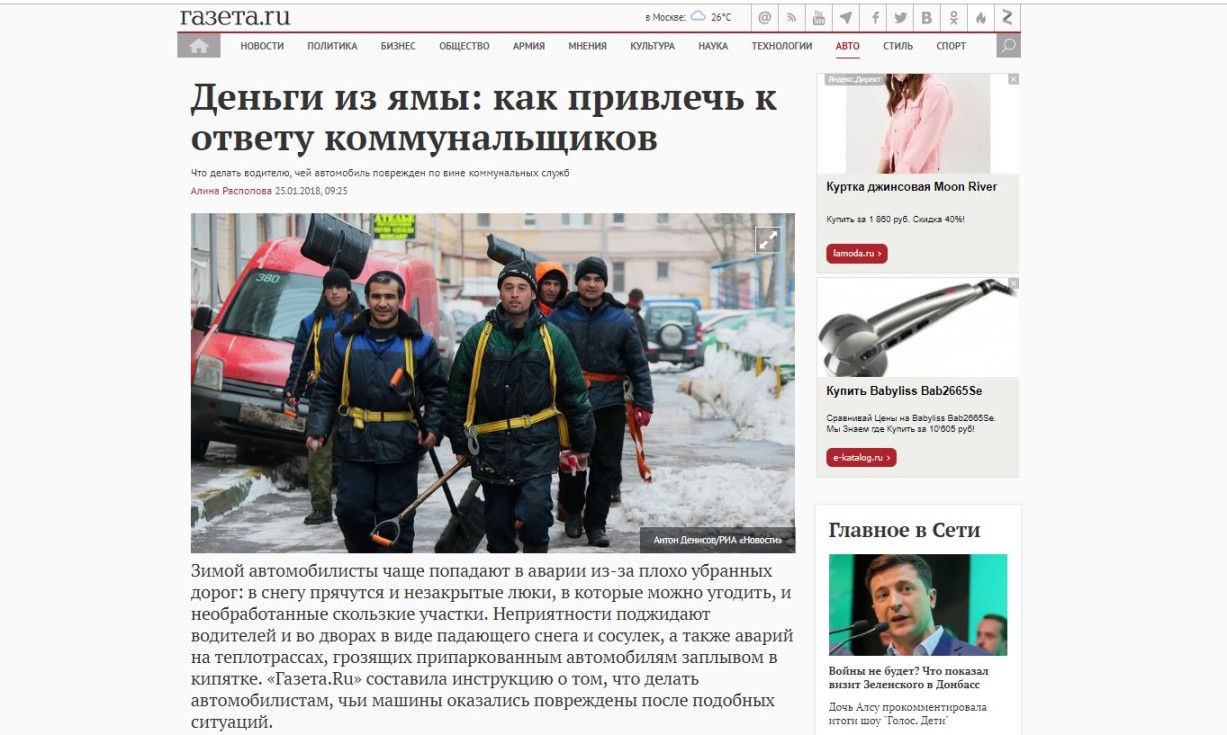 газета.ru
в Москве: 26°C
НОВОСТИ ПОЛИТИКА БИЗНЕС ОБЩЕСТВО АРМИЯ МНЕНИЯ КУЛЬТУРА НАУКА ТЕХНОЛОГИИ АВТО СТИЛЬ СПОРТ
Деньги из ямы: как привлечь к
ответу коммунальщиков
Что делать водителю, чей автомобиль поврежден по вине коммунальных служб
Алина Распопова 25.01.2018, 09:25
АТЕЛЬЕ
380
Антон Денисов/РИА «Новости»
Зимой автомобилисты чаще попадают в аварии из-за плохо убранных
дорог: в снегу прячутся и незакрытые люки, в которые можно угодить, и
необработанные скользкие участки. Неприятности поджидают
водителей и во дворах в виде падающего снега и сосулек, а также аварий
на теплотрассах, грозящих припаркованным автомобилям заплывом в
кипятке. «Газета.Ru» составила инструкцию о том, что делать
автомобилистам, чьи машины оказались повреждены после подобных
ситуаций.
Яндекс.Директ
Куртка джинсовая Moon River
Купить за 1 860 руб. Скидка 40%!
lamoda.ru ›
Купить Babyliss Bab2665Se
Сравнивай Цены на Babyliss Bab2665Se.
Мы Знаем где Купить за 10'605 руб!
e-katalog.ru ›
Главное в Сети
Войны не будет? Что показал
визит Зеленского в Донбасс
Дочь Алсу прокомментировала
итоги шоу "Голос. Дети"